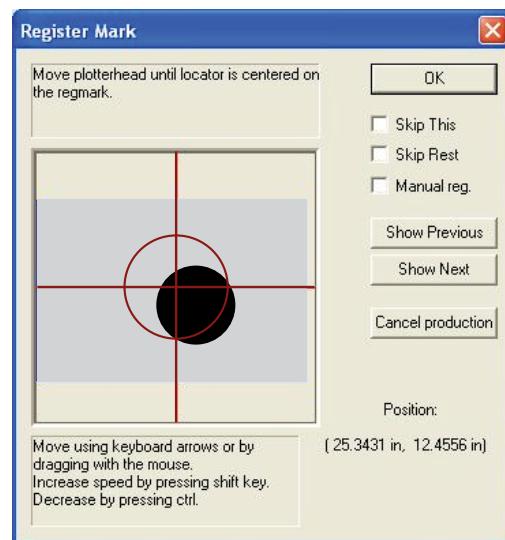 Register Mark
Move plotterhead until locator is centered on
the regmark.
OK
Skip This
Skip Rest
Manual reg.
Show Previous
Show Next
Cancel production
Position:
( 25.3431 in, 12.4556 in)
Move using keyboard arrows or by
dragging with the mouse.
Increase speed by pressing shift key.
Decrease by pressing ctrl.